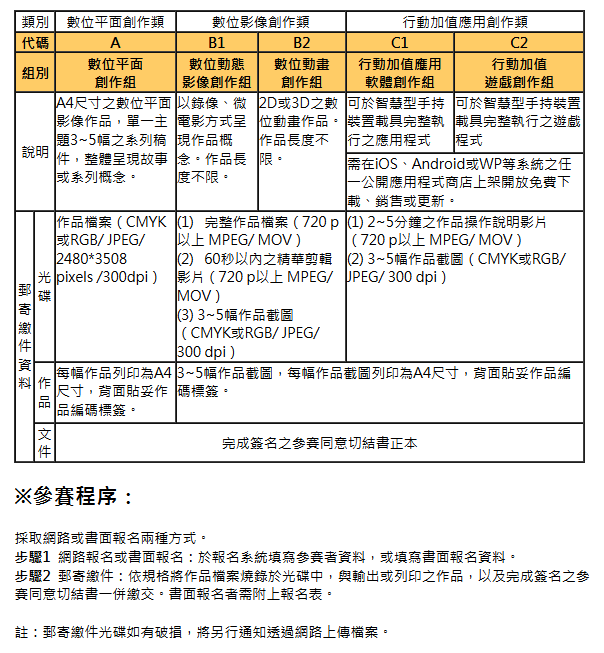 類別 數位平面創作類 數位影像創作類 行動加值應用創作類
代碼 A B1 B2 C1 C2
組別 數位平面創作組 數位動態影像創作組 數位動畫創作組 行動加值應用軟體創作組 行動加值遊戲創作組
說明
A4尺寸之數位平面
影像作品，單一主
題3~5幅之系列稿
件，整體呈現故事
或系列概念。
以錄像、微
電影方式呈
現作品概
念。作品長
度不限。
2D或3D之數
位動畫作品。
作品長度不
限。
可於智慧型手持
裝置載具完整執
行之應用程式
可於智慧型手持裝置
載具完整執行之遊戲
程式
需在iOS、Android或WP等系統之任
一公開應用程式商店上架開放免費下
載、銷售或更新。
郵寄繳件資料
光碟
作品檔案（CMYK
或RGB/ JPEG/
2480*3508
pixels /300dpi）
(1) 完整作品檔案（720 p
以上 MPEG/ MOV）
(2) 60秒以內之精華剪輯
影片（720 p以上 MPEG/
MOV）
(3) 3~5幅作品截圖
（CMYK或RGB/ JPEG/
300 dpi）
(1) 2~5分鐘之作品操作說明影片
（720 p以上 MPEG/ MOV）
(2) 3~5幅作品截圖（CMYK或RGB/
JPEG/ 300 dpi）
作品
每幅作品列印為A4
尺寸，背面貼妥作
品編碼標籤。
3~5幅作品截圖，每幅作品截圖列印為A4尺寸，背面貼妥作品編
碼標籤。
文件
完成簽名之參賽同意切結書正本
※參賽程序：
採取網路或書面報名兩種方式。
步驟1 網路報名或書面報名：於報名系統填寫參賽者資料，或填寫書面報名資料。
步驟2 郵寄繳件：依規格將作品檔案燒錄於光碟中，與輸出或列印之作品，以及完成簽名之參
賽同意切結書一併繳交。書面報名者需附上報名表。
註：郵寄繳件光碟如有破損，將另行通知透過網路上傳檔案。